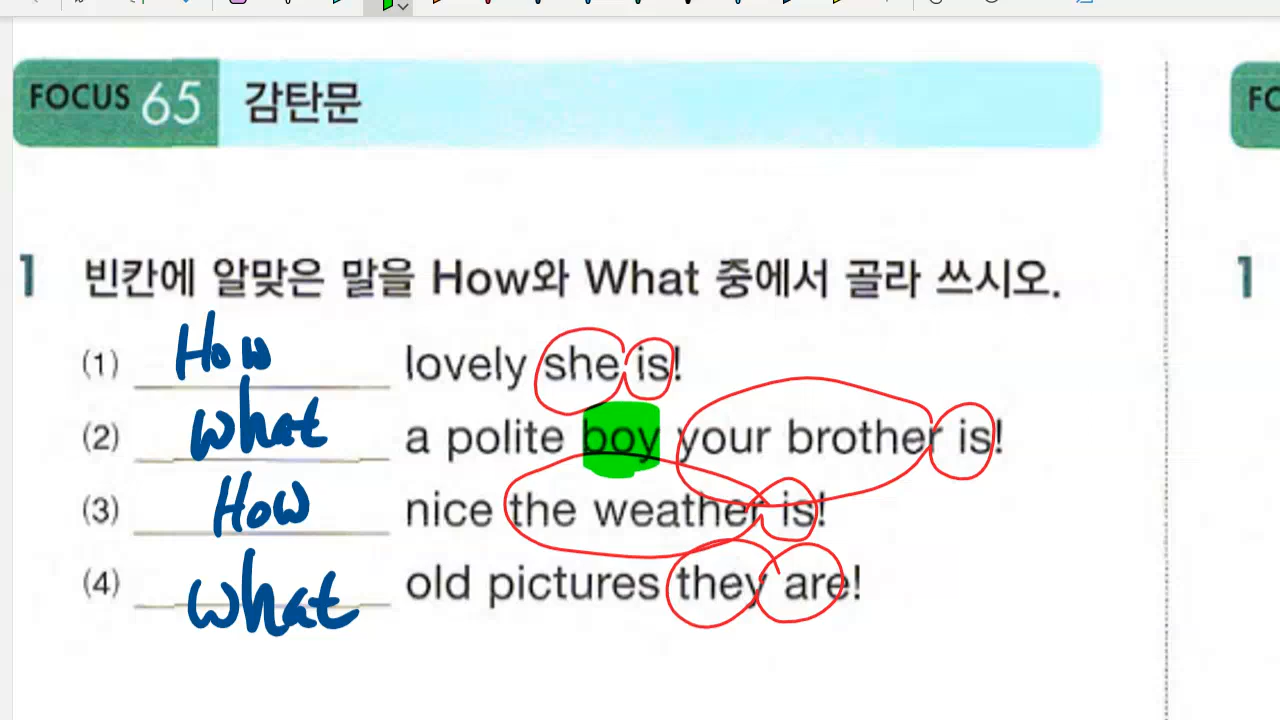 FOCUS 65 감탄문
1 빈칸에 알맞은 말을 How와 What 중에서 골라 쓰시오.
(1) How lovely she is!
(2) what a polite boy your brother is!
(3) How nice the weather is!
(4) what old pictures they are!
FC
1